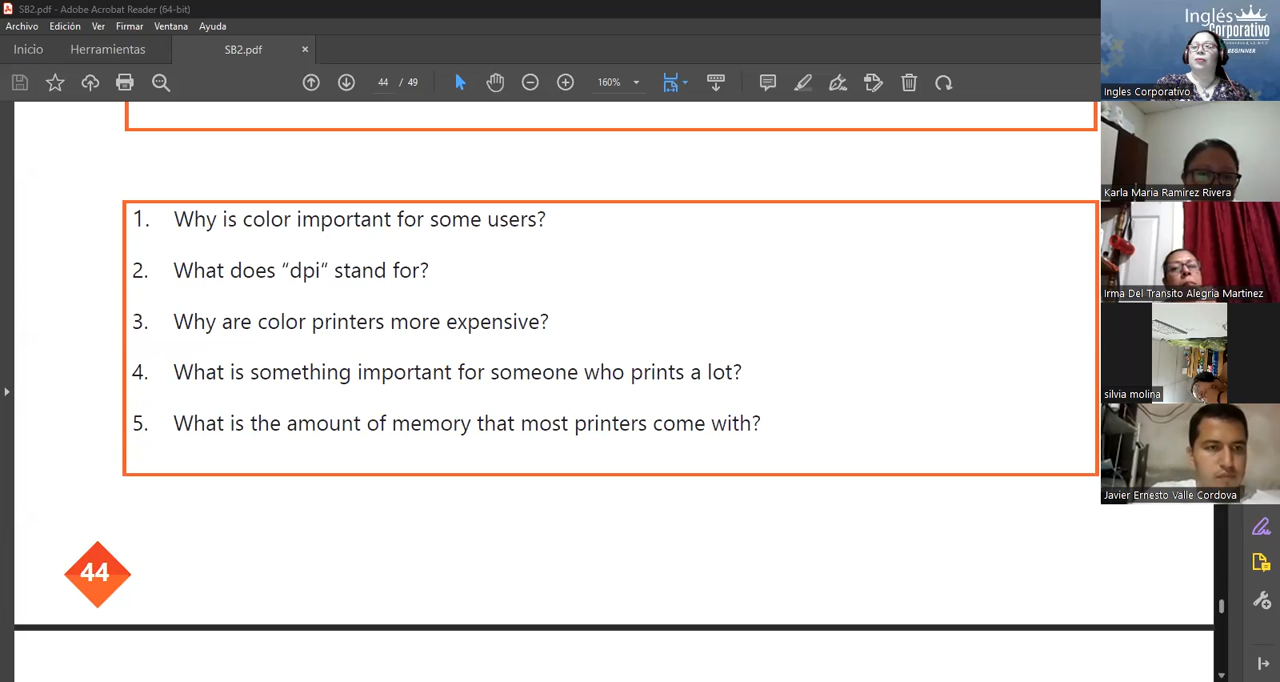 SB2.pdf - Adobe Acrobat Reader (64-bit)
Archivo Edición Ver Firmar Ventana Ayuda
Inicio Herramientas SB2.pdf ×
44 / 49 160%
1. Why is color important for some users?
2. What does “dpi” stand for?
3. Why are color printers more expensive?
4. What is something important for someone who prints a lot?
5. What is the amount of memory that most printers come with?
44
Inglés
Corporativo
BEGINNER
Ingles Corporativo
Karla Maria Ramirez Rivera
Irma Del Transito Alegria Martinez
silvia molina
Javier Ernesto Valle Cordova